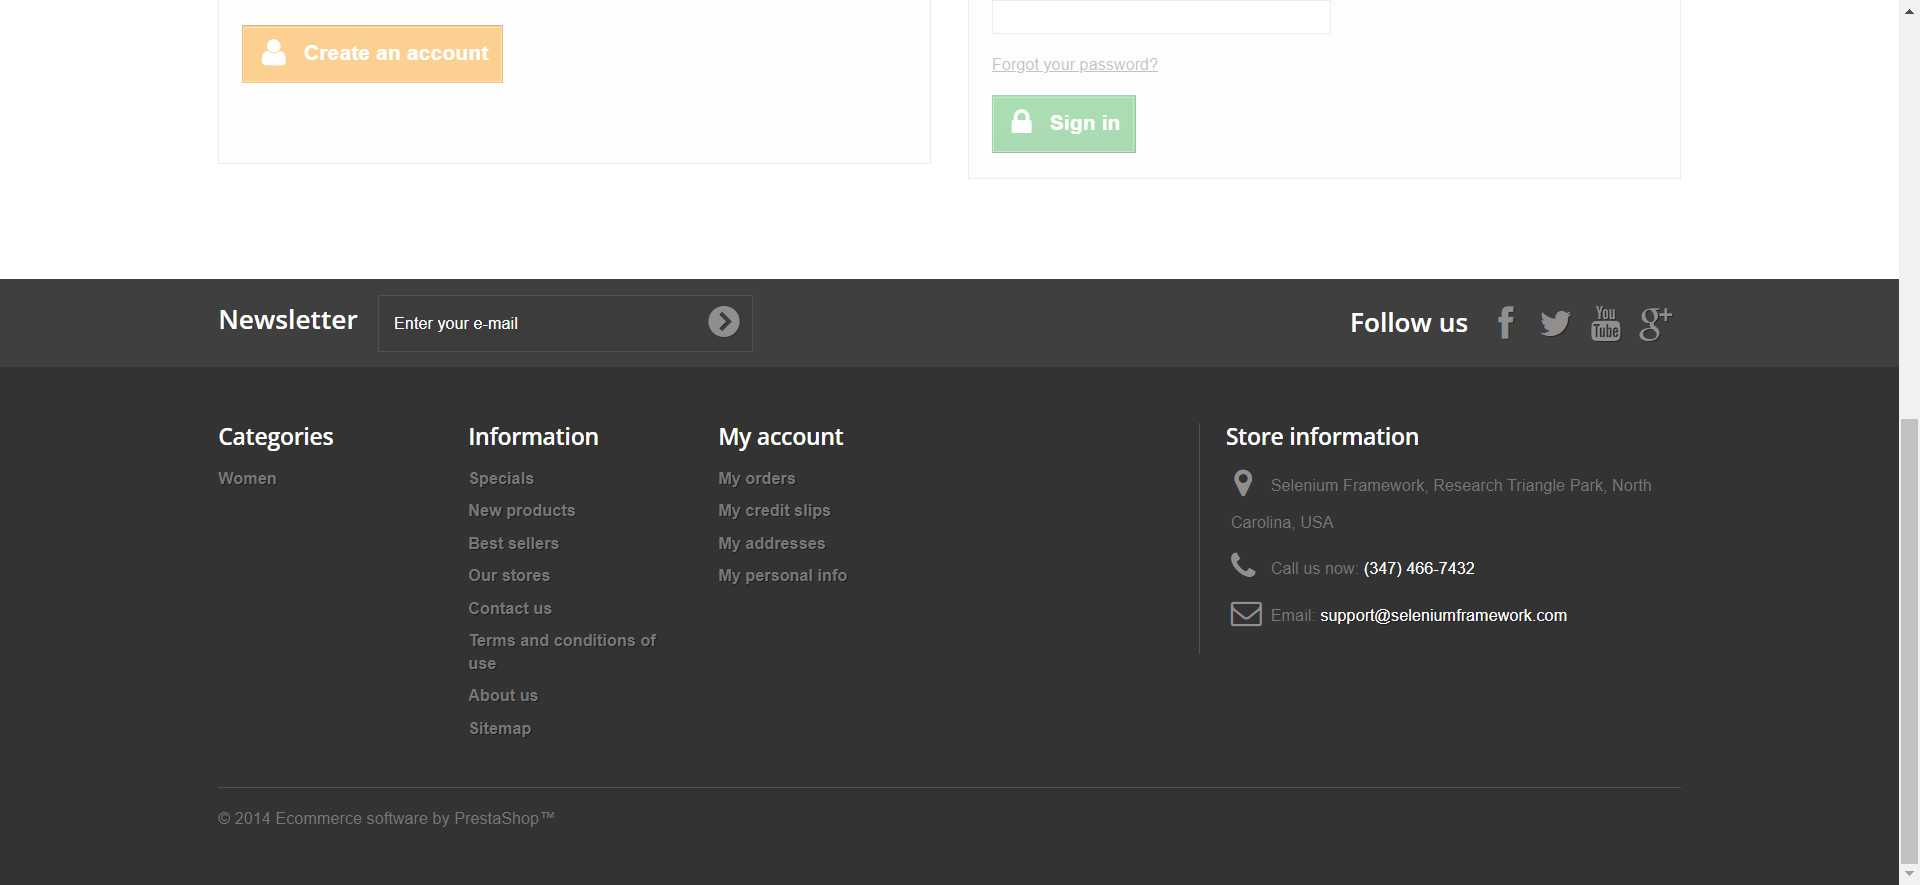 Create an account
Forgot your password?
Sign in
Newsletter
Enter your e-mail
Follow us
You
Tube
g+
Categories
Women
Information
Specials
New products
Best sellers
Our stores
Contact us
Terms and conditions of
use
About us
Sitemap
My account
My orders
My credit slips
My addresses
My personal info
Store information
Selenium Framework, Research Triangle Park, North
Carolina, USA
Call us now: (347) 466-7432
Email: support@seleniumframework.com
© 2014 Ecommerce software by PrestaShop™